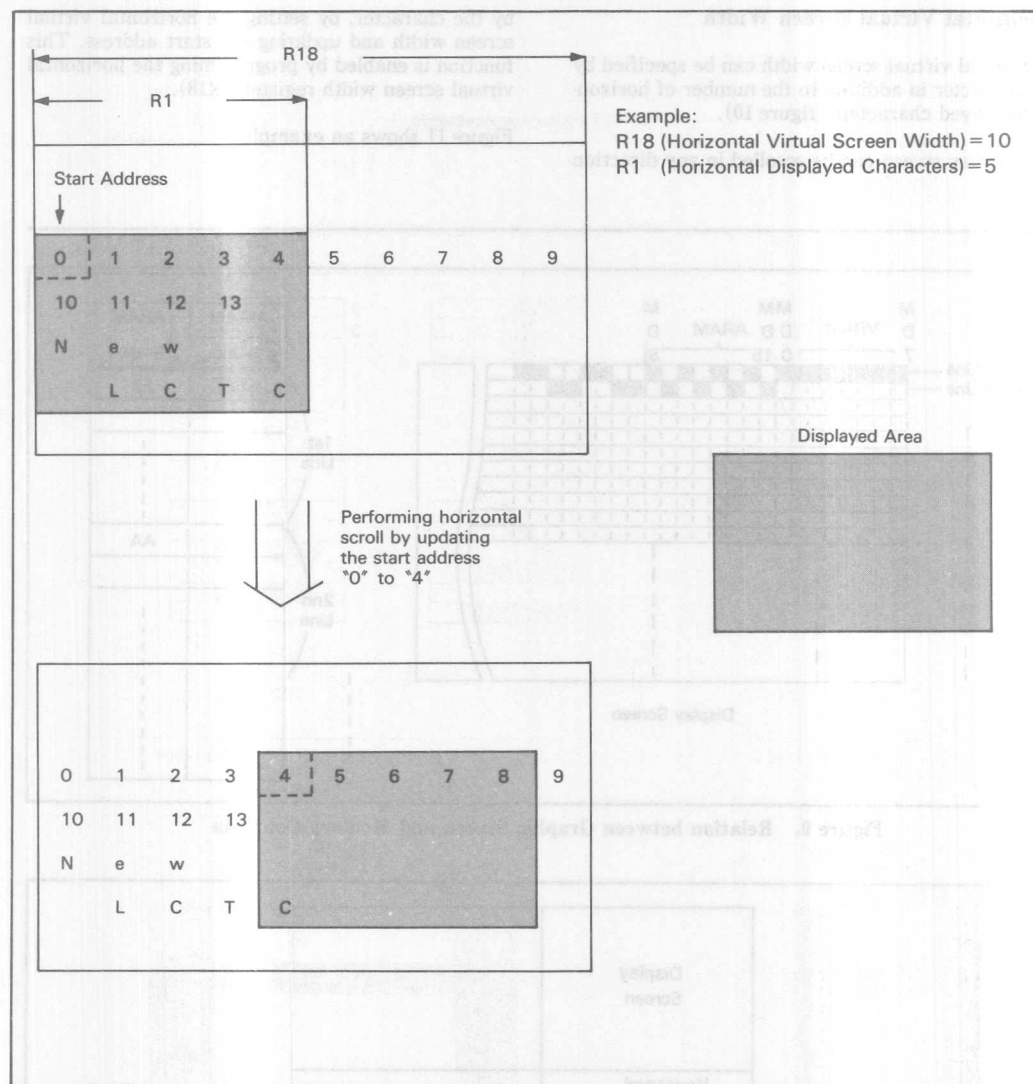 R18
R1
Example:
R18 (Horizontal Virtual Screen Width)=10
R1 (Horizontal Displayed Characters)=5
Start Address
0 1 2 3 4 5 6 7 8 9
10 11 12 13
N e w
L C T C
Displayed Area
Performing horizontal
scroll by updating
the start address
"0" to "4"
0 1 2 3 4 5 6 7 8 9
10 11 12 13
N e w
L C T C